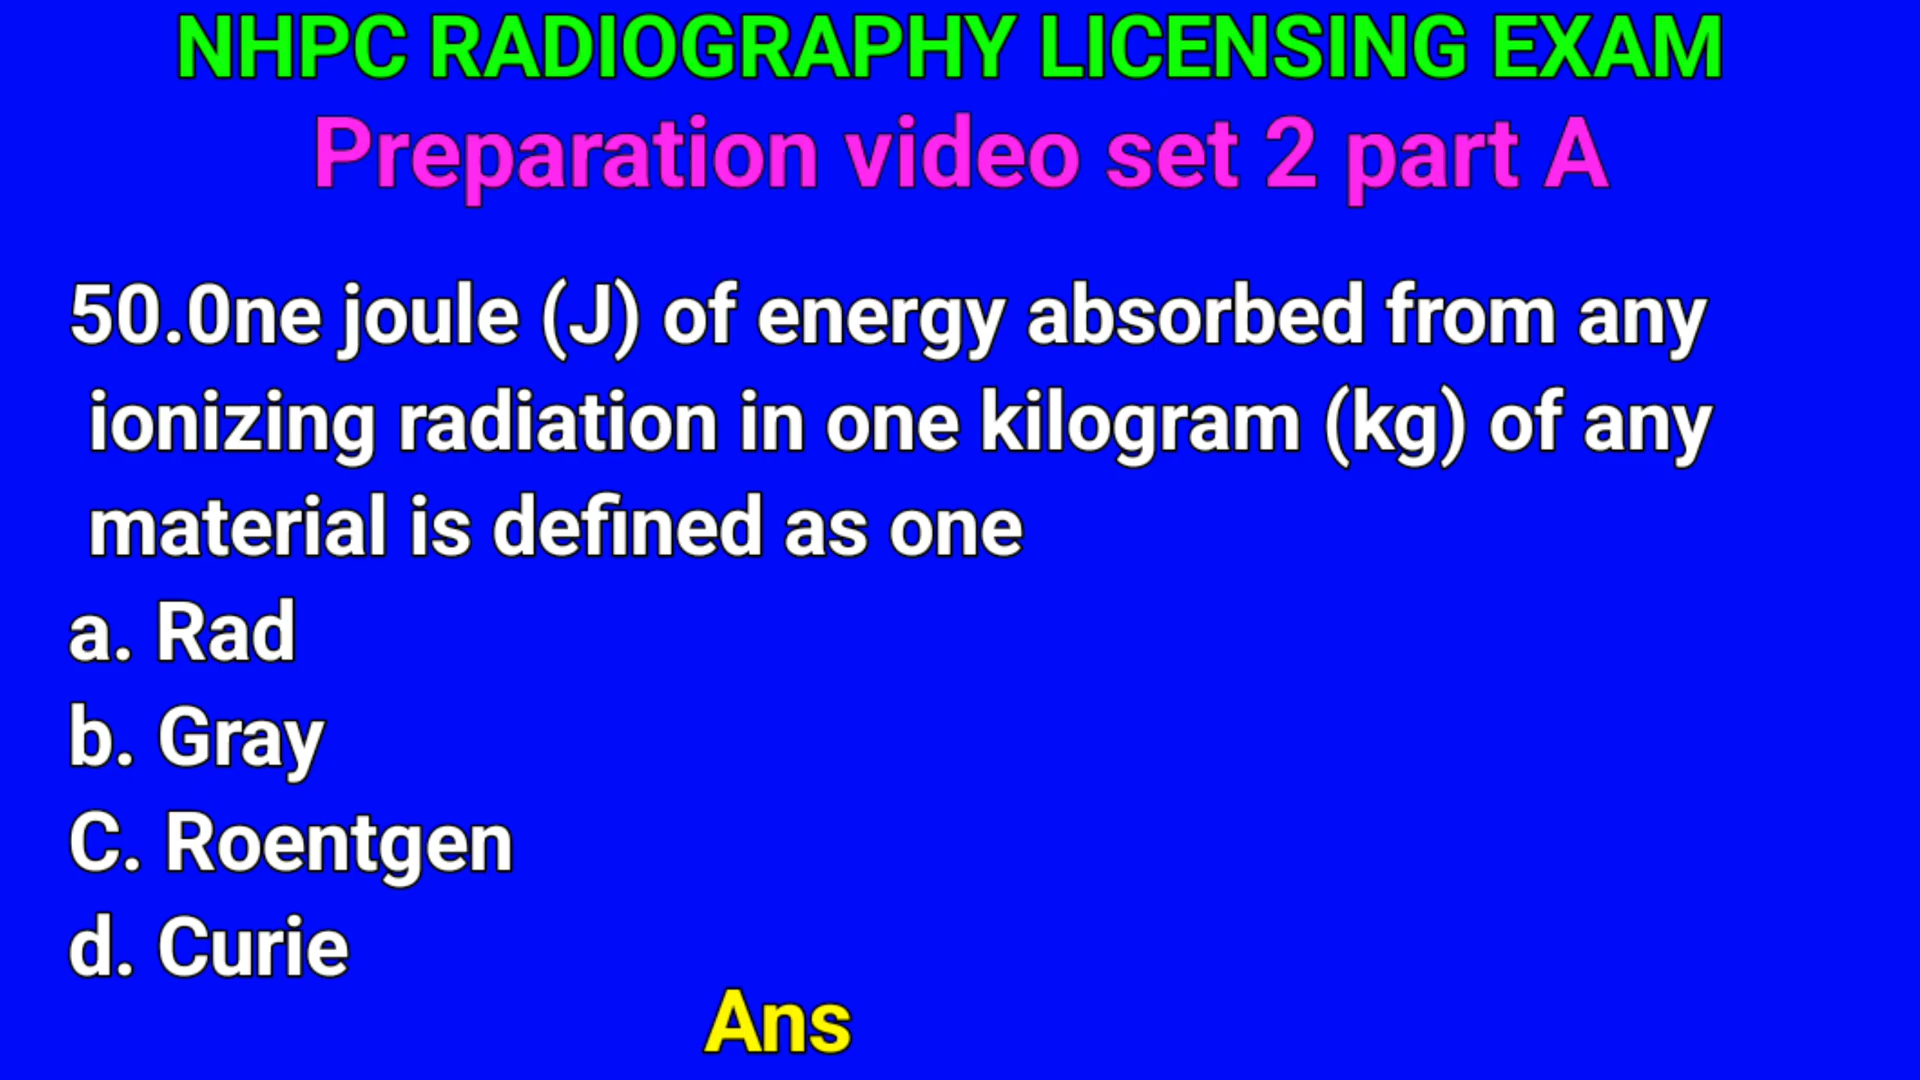 NHPC RADIOGRAPHY LICENSING EXAM
Preparation video set 2 part A
50.0ne joule (J) of energy absorbed from any
ionizing radiation in one kilogram (kg) of any
material is defined as one
a. Rad
b. Gray
C. Roentgen
d. Curie
Ans